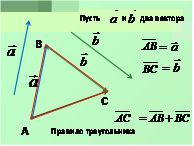 Пусть a и b два вектора
a
B
b
b
AB = a
a
BC = b
C
AC = AB + BC
A
Правило треугольника